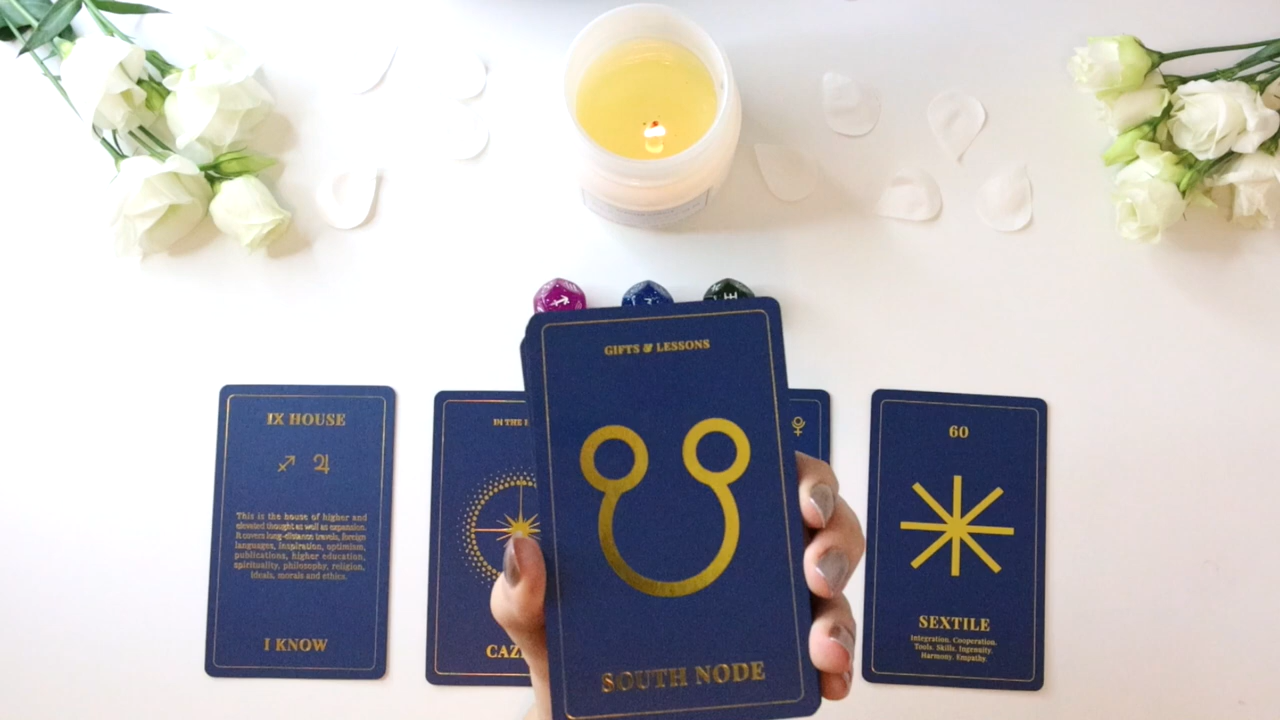 IX HOUSE
This is the house of higher and
elevated thought as well as expansion.
It covers long-distance travels, foreign
languages, inspiration, optimism,
publications, higher education,
spirituality, philosophy, religion,
ideals, morals and ethics.
I KNOW
IN THE
GIFTS & LESSONS
SOUTH NODE
60
SEXTILE
Integration. Cooperation.
Tools. Skills. Ingenuity.
Harmony. Empathy.